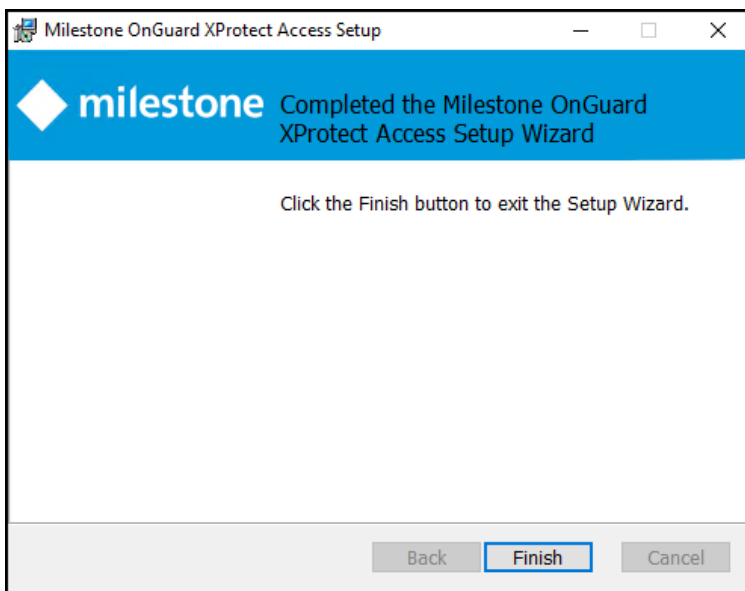 Milestone OnGuard XProtect Access Setup
milestone
Completed the Milestone OnGuard
XProtect Access Setup Wizard
Click the Finish button to exit the Setup Wizard.
Back Finish Cancel